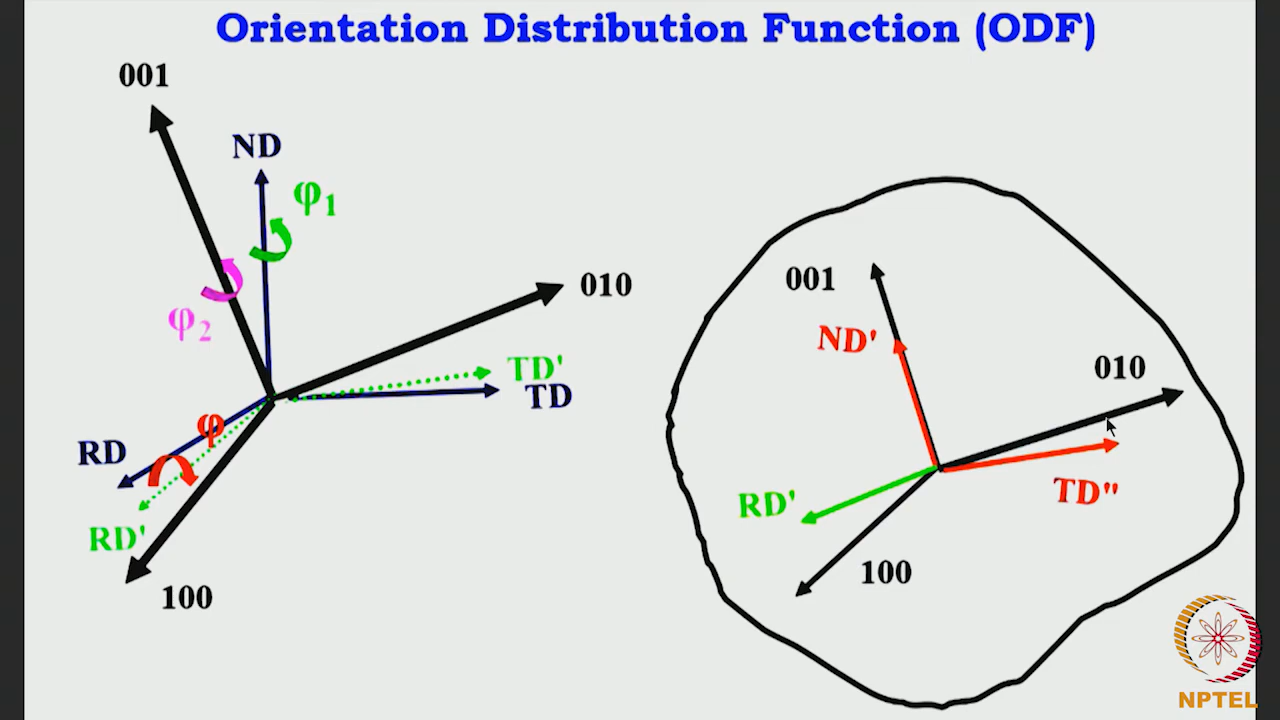 Orientation Distribution Function (ODF)
001
ND
φ1
φ2
010
TD'
TD
φ
RD
RD'
100
001
ND'
010
TD"
RD'
100
NPTEL